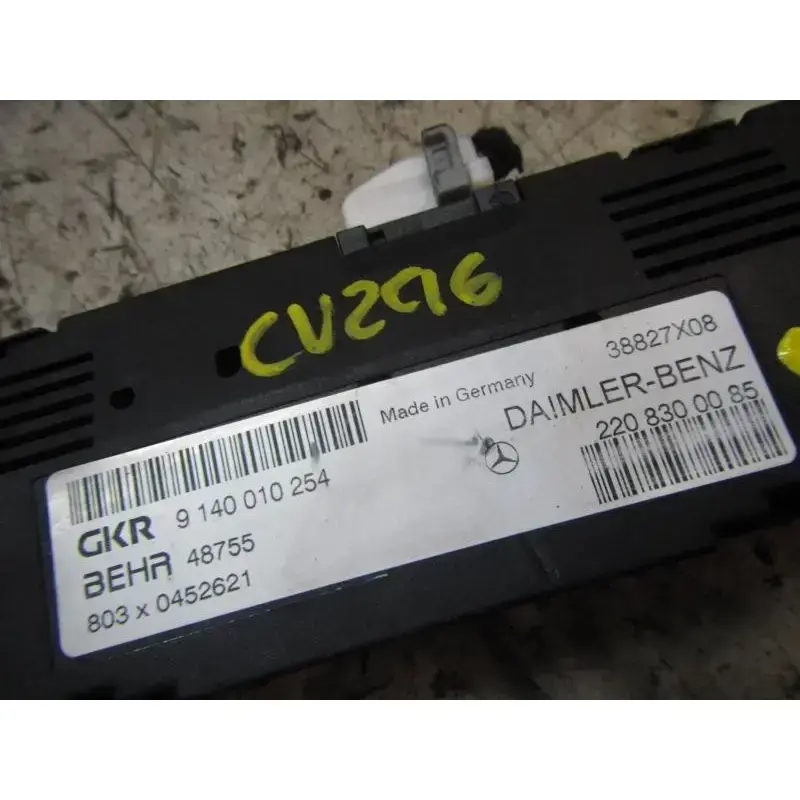 CV296
38827X08
Made in Germany
DAIMLER-BENZ
220 830 00 85
GKR 9 140 010 254
BEHR 48755
803 x 0452621